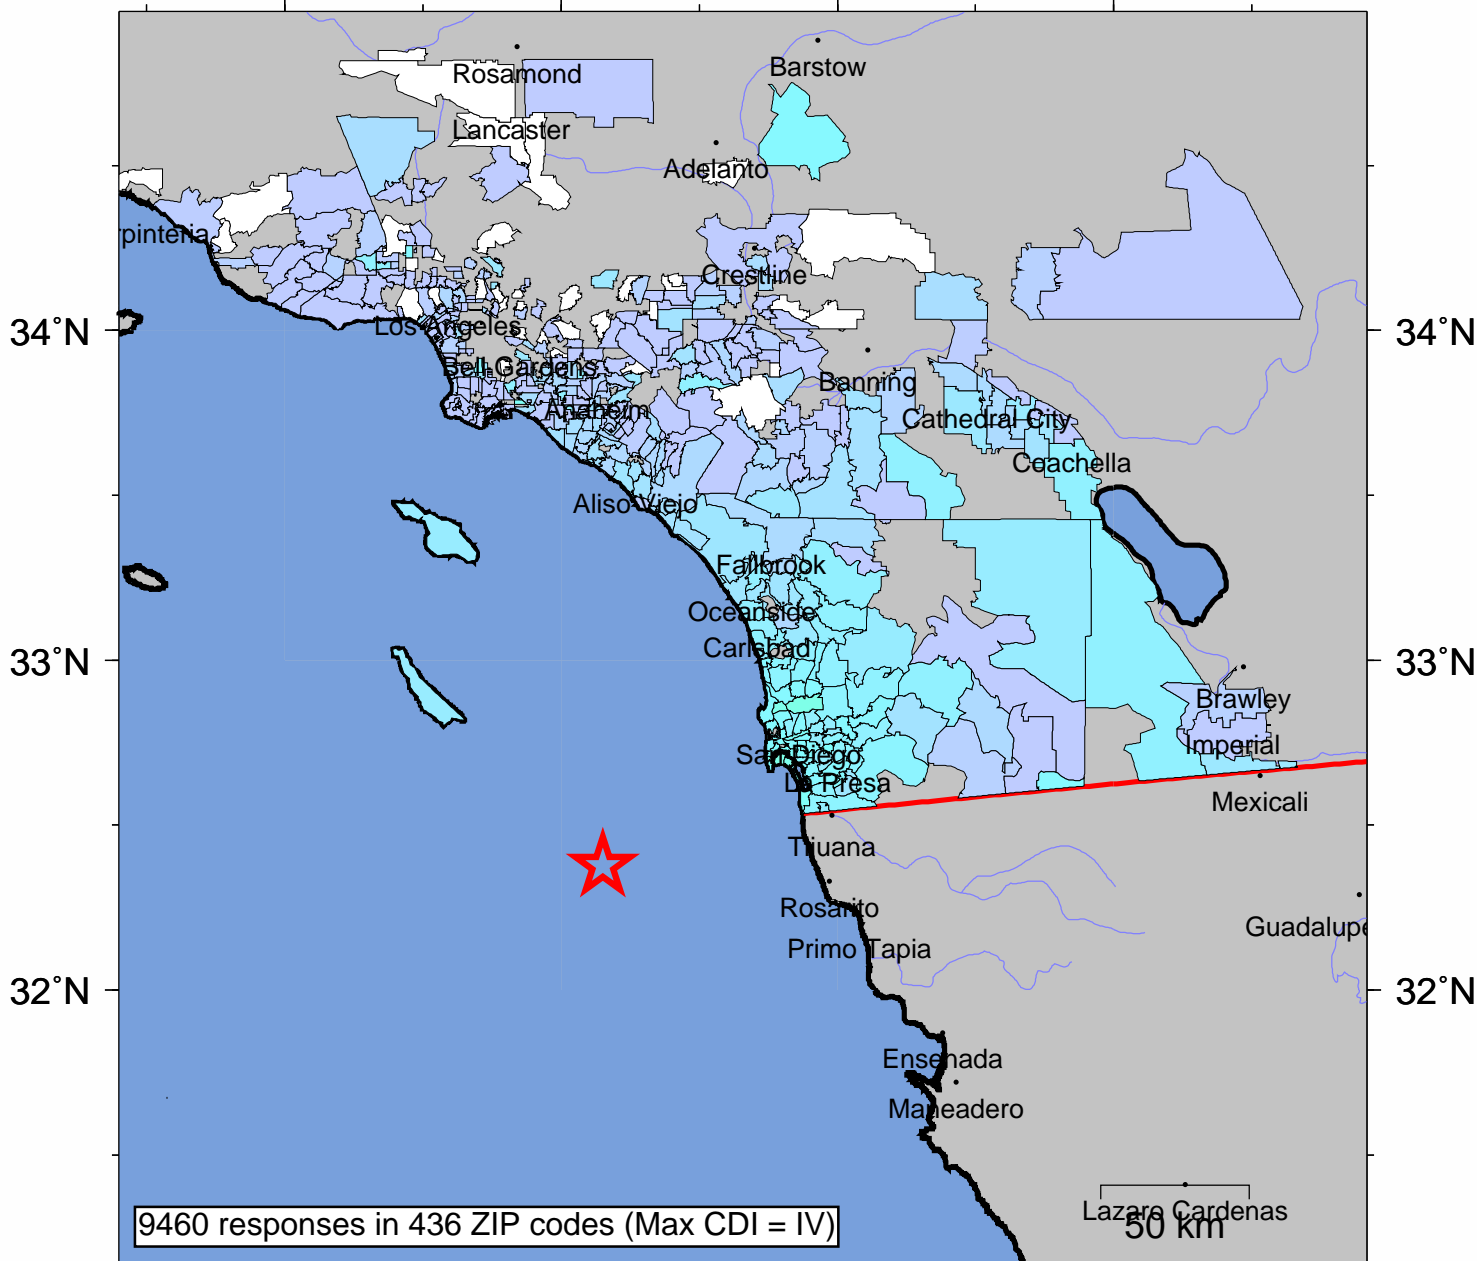 Barstow
Rosamond
Lancaster
Adelanto
rpinteria
Crestline
34˚N
34˚N
Los Angeles
Bell Gardens
Banning
Anaheim
Cathedral City
Coachella
Aliso Viejo
Fallbrook
Oceanside
Carlsbad
33˚N
33˚N
Brawley
Imperial
San Diego
La Presa
Mexicali
Tijuana
Rosarito
Guadalupe
Primo Tapia
32˚N
32˚N
Ensenada
Maneadero
Lazaro Cardenas
50 km
9460 responses in 436 ZIP codes (Max CDI = IV)